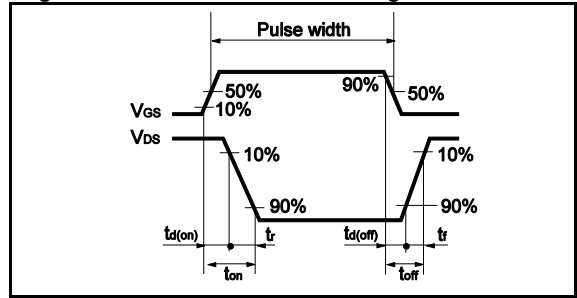 Pulse width
90%
50%
50%
10%
VGS
VDS
10%
10%
90%
90%
td(on)
tr
td(off)
tf
ton
toff